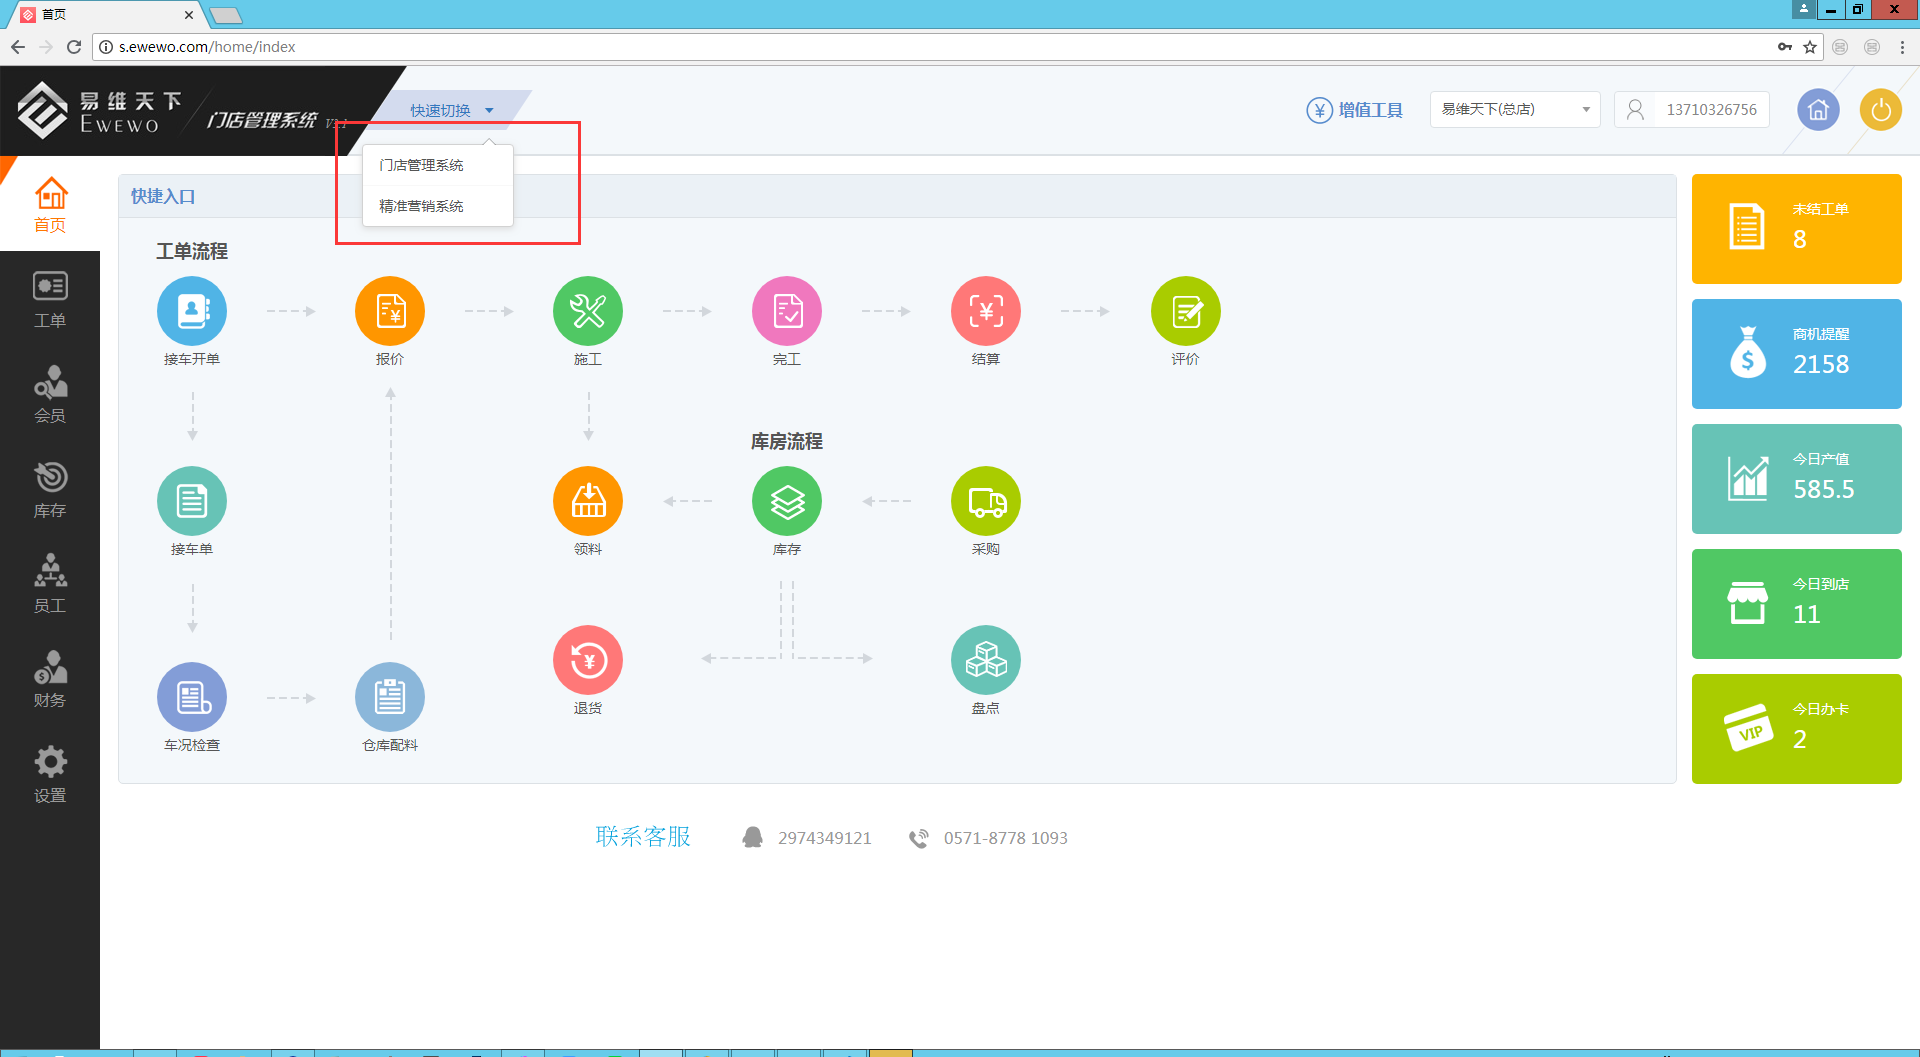 首页
s.ewewo.com/home/index
易维天下
EWEWO
门店管理系统
快速切换
增值工具
易维天下(总店)
13710326756
门店管理系统
精准营销系统
首页
工单
会员
库存
员工
财务
设置
快捷入口
工单流程
接车开单
报价
施工
完工
结算
评价
库房流程
接车单
领料
库存
采购
退货
盘点
车况检查
仓库配料
未结工单
8
商机提醒
2158
今日产值
585.5
今日到店
11
VIP
今日办卡
2
联系客服
2974349121
0571-8778 1093